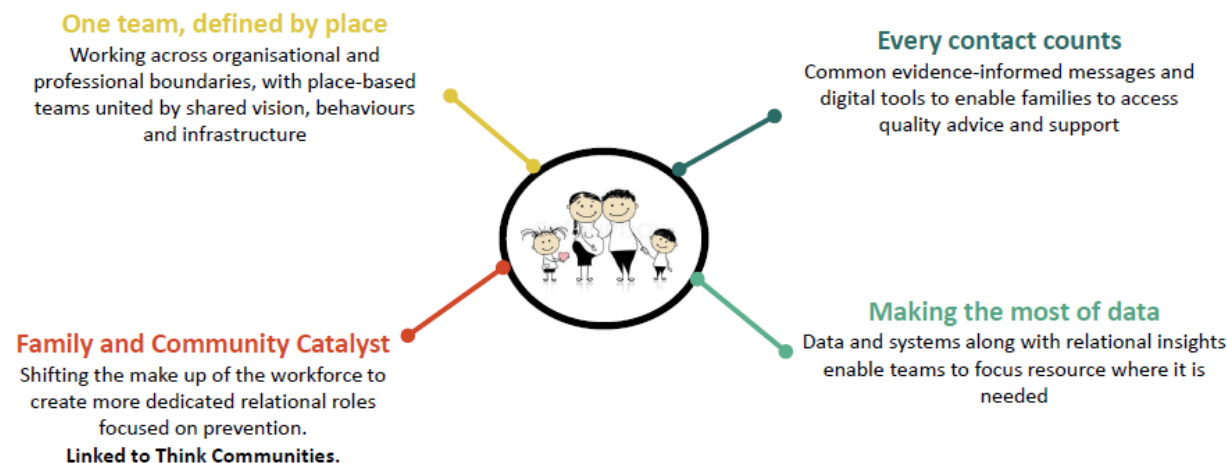 One team, defined by place
Working across organisational and
professional boundaries, with place-based
teams united by shared vision, behaviours
and infrastructure
Every contact counts
Common evidence-informed messages and
digital tools to enable families to access
quality advice and support
Family and Community Catalyst
Shifting the make up of the workforce to
create more dedicated relational roles
focused on prevention.
Linked to Think Communities.
Making the most of data
Data and systems along with relational insights
enable teams to focus resource where it is
needed